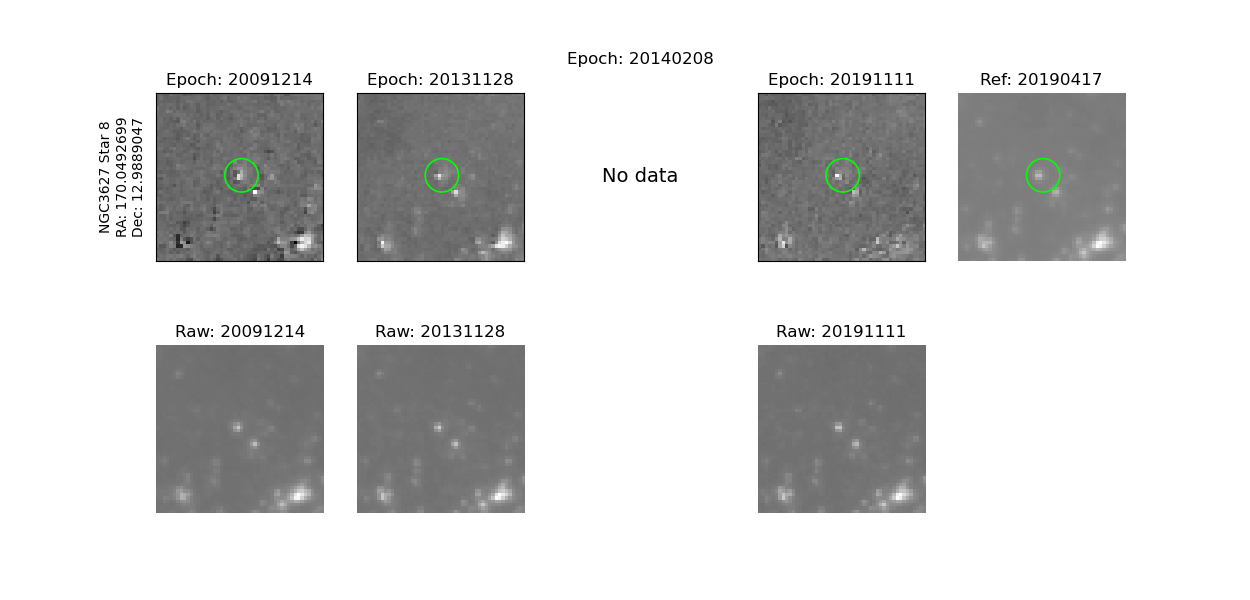 Epoch: 20140208
Epoch: 20091214
Epoch: 20131128
Epoch: 20191111
Ref: 20190417
NGC3627 Star 8
RA: 170.0492699
Dec: 12.9889047
No data
Raw: 20091214
Raw: 20131128
Raw: 20191111